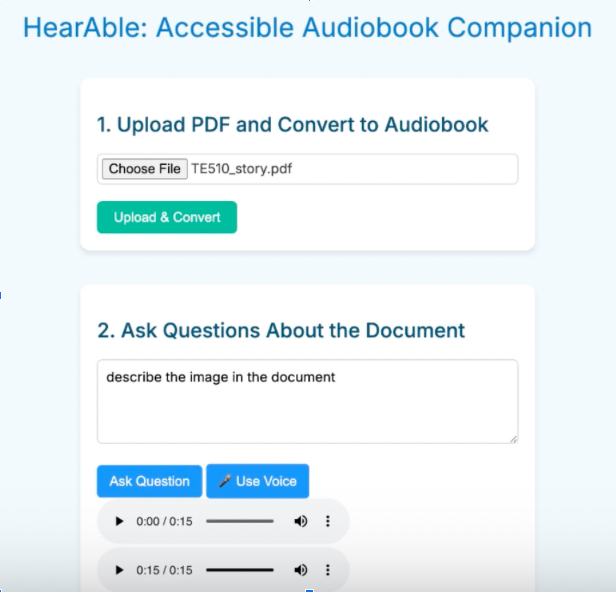 HearAble: Accessible Audiobook Companion
1. Upload PDF and Convert to Audiobook
Choose File TE510_story.pdf
Upload & Convert
2. Ask Questions About the Document
describe the image in the document
Ask Question 🎤 Use Voice
0:00 / 0:15
0:15 / 0:15